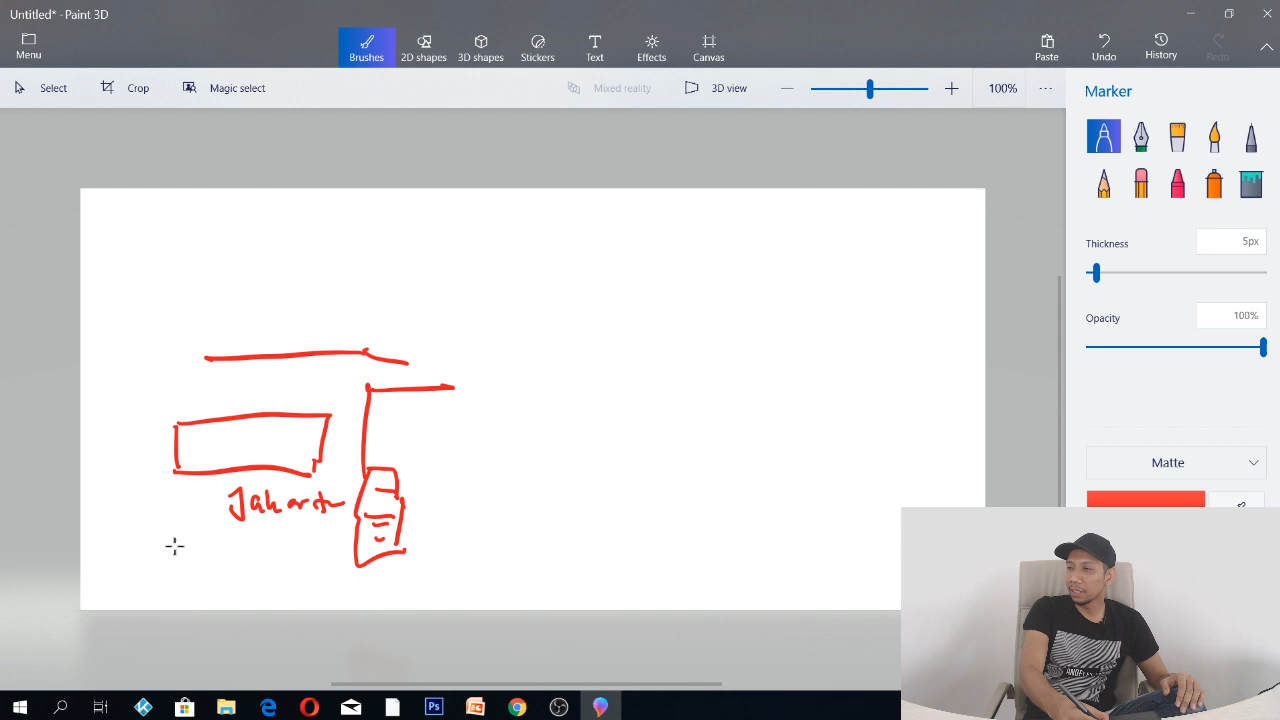 Untitled* - Paint 3D
Menu
Brushes
2D shapes
3D shapes
Stickers
Text
Effects
Canvas
Paste
Undo
History
Redo
Select
Crop
Magic select
Mixed reality
3D view
100%
Marker
Thickness
5px
Opacity
100%
Matte
Jakarta
Ps